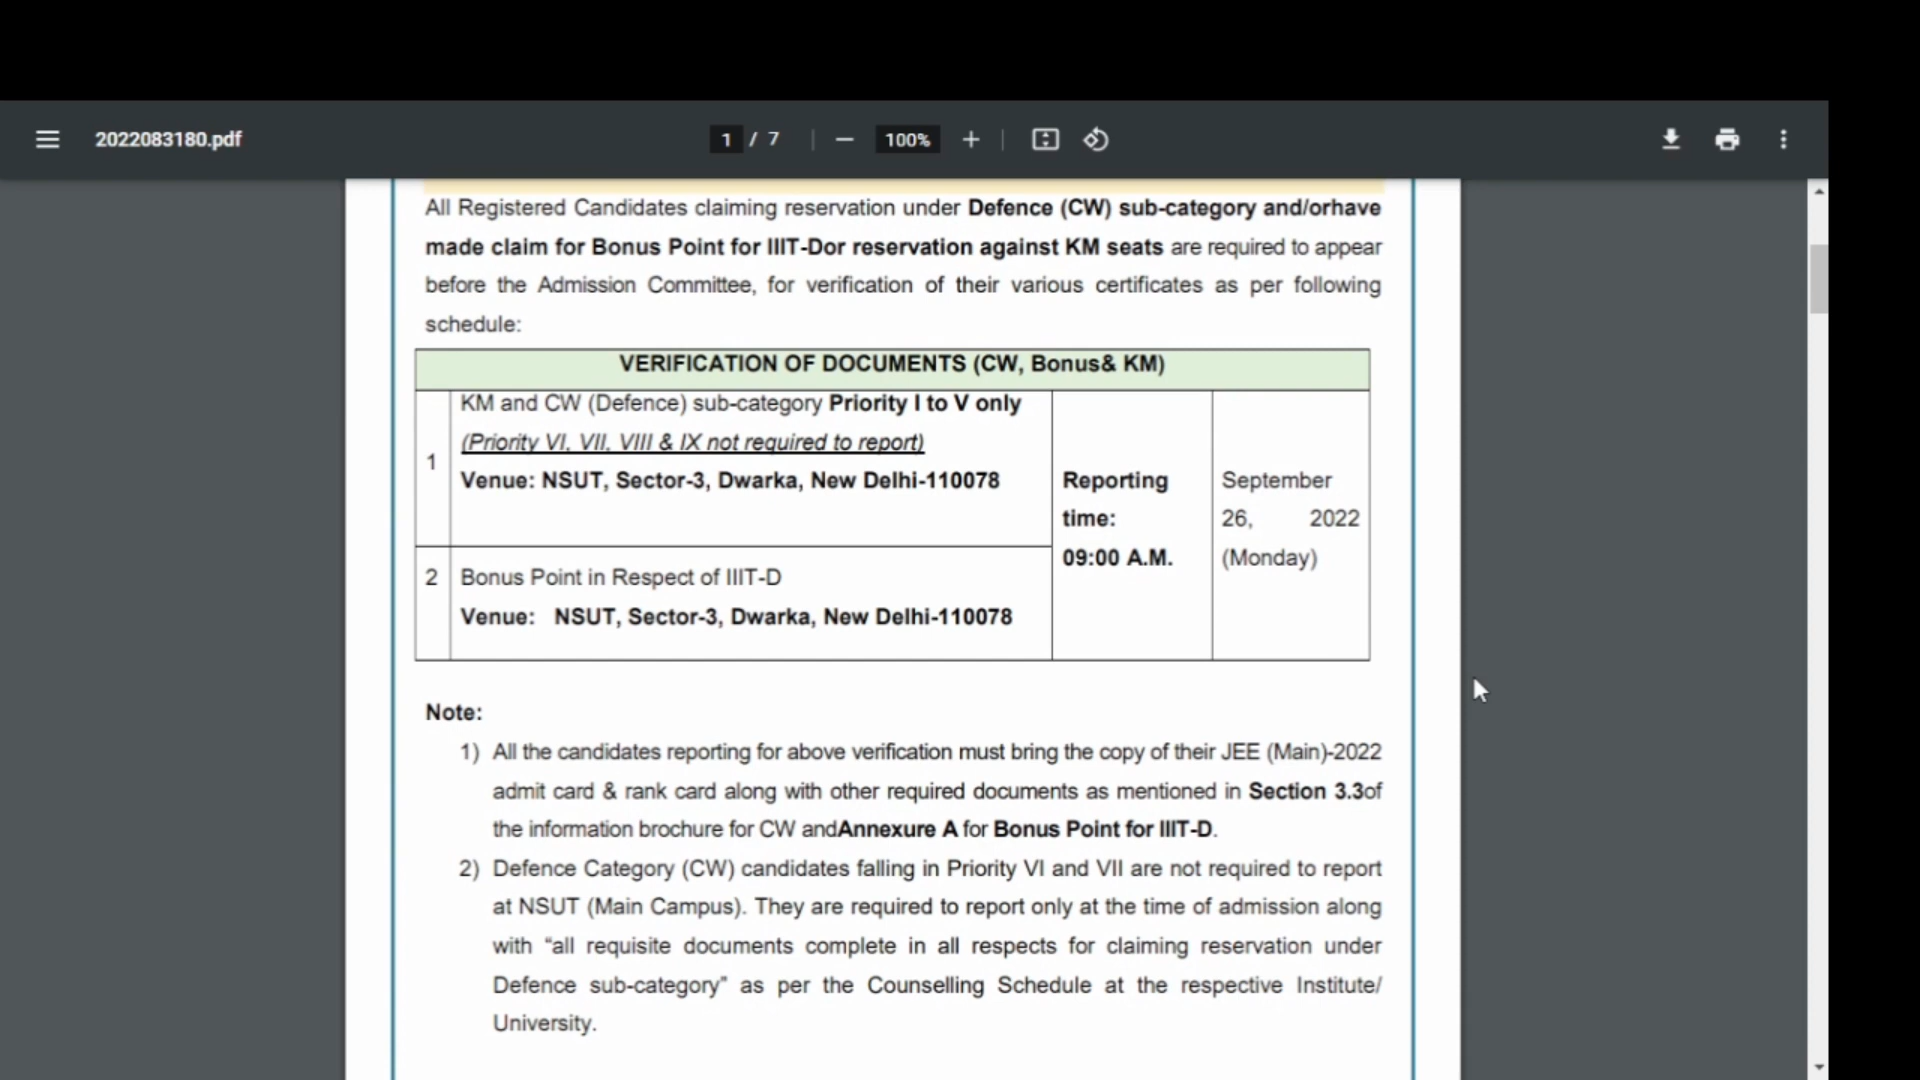 2022083180.pdf
1 / 7
100%
All Registered Candidates claiming reservation under Defence (CW) sub-category and/orhave
made claim for Bonus Point for IIIT-Dor reservation against KM seats are required to appear
before the Admission Committee, for verification of their various certificates as per following
schedule:
VERIFICATION OF DOCUMENTS (CW, Bonus& KM)
1
KM and CW (Defence) sub-category Priority I to V only
(Priority VI, VII, VIII & IX not required to report)
Venue: NSUT, Sector-3, Dwarka, New Delhi-110078
2
Bonus Point in Respect of IIIT-D
Venue: NSUT, Sector-3, Dwarka, New Delhi-110078
Reporting
time:
09:00 A.M.
September
26, 2022
(Monday)
Note:
1) All the candidates reporting for above verification must bring the copy of their JEE (Main)-2022
admit card & rank card along with other required documents as mentioned in Section 3.3of
the information brochure for CW andAnnexure A for Bonus Point for IIIT-D.
2) Defence Category (CW) candidates falling in Priority VI and VII are not required to report
at NSUT (Main Campus). They are required to report only at the time of admission along
with “all requisite documents complete in all respects for claiming reservation under
Defence sub-category” as per the Counselling Schedule at the respective Institute/
University.